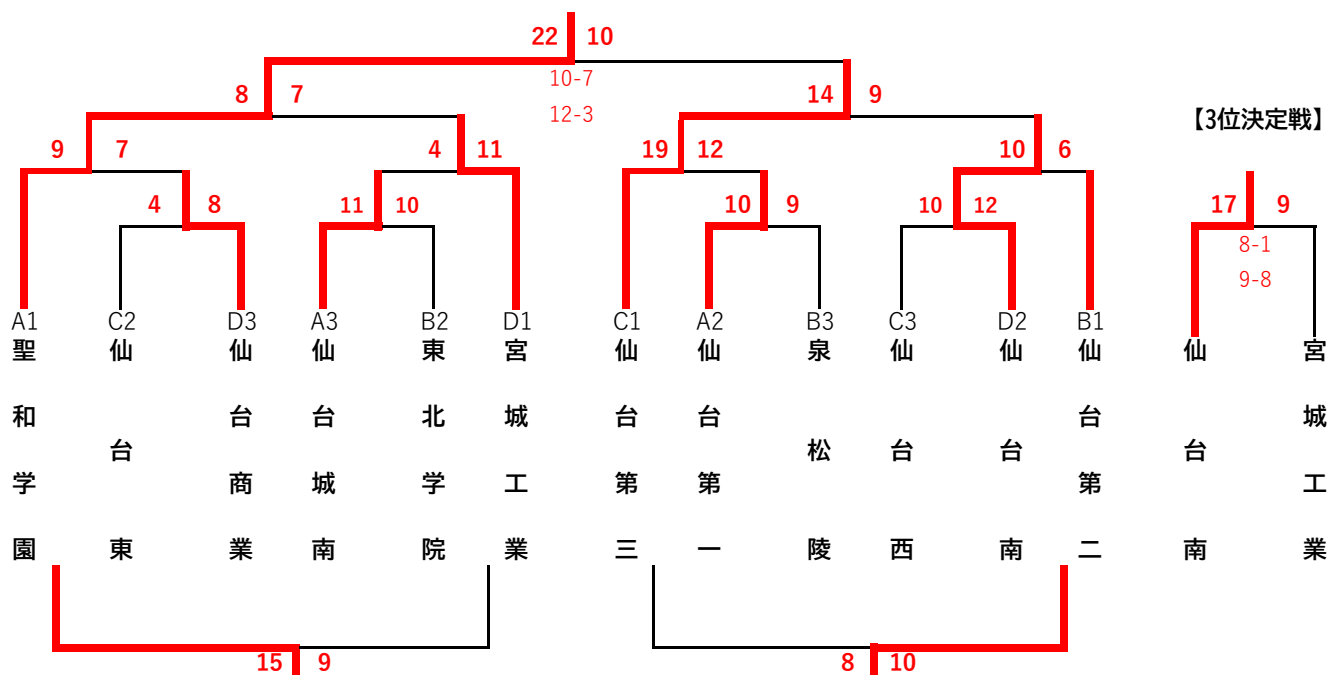 22 10
10-7
12-3
8 7
14 9
【3位決定戦】
9 7
4 11
19 12
10 6
4 8
11 10
10 9
10 12
17 9
8-1
9-8
A1 C2 D3 A3 B2 D1 C1 A2 B3 C3 D2 B1
聖和学園
仙台東
仙台商業
仙台城南
東北学院
宮城工業
仙台第三
仙台第一
泉松陵
仙台西
仙台南
仙台第二
仙台南
宮城工業
15 9
8 10